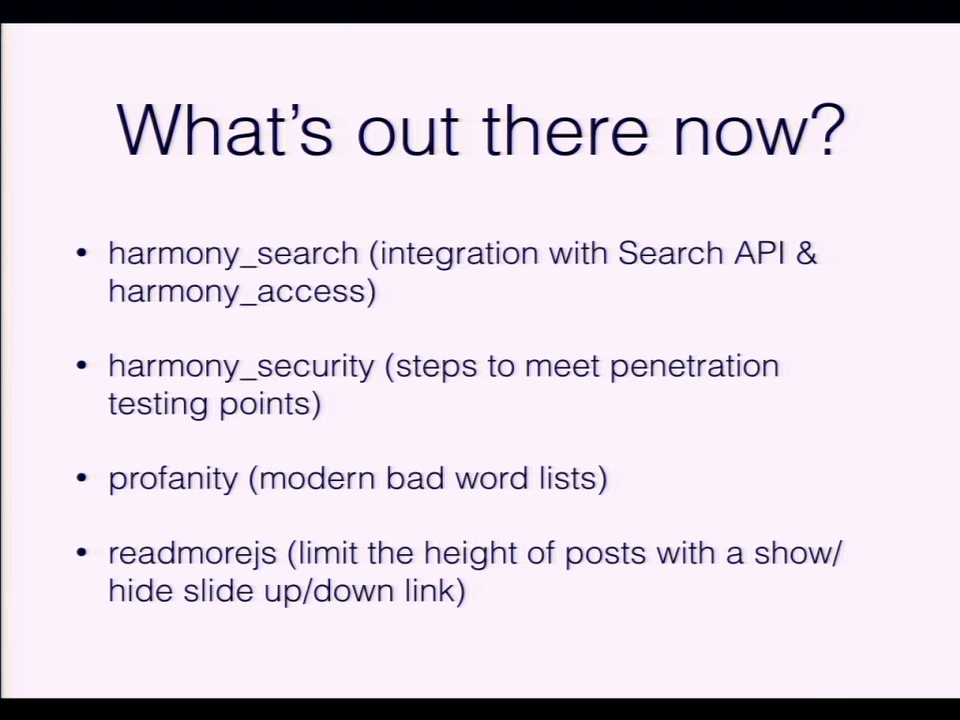 What's out there now?
• harmony_search (integration with Search API &
harmony_access)
• harmony_security (steps to meet penetration
testing points)
• profanity (modern bad word lists)
• readmorejs (limit the height of posts with a show/
hide slide up/down link)